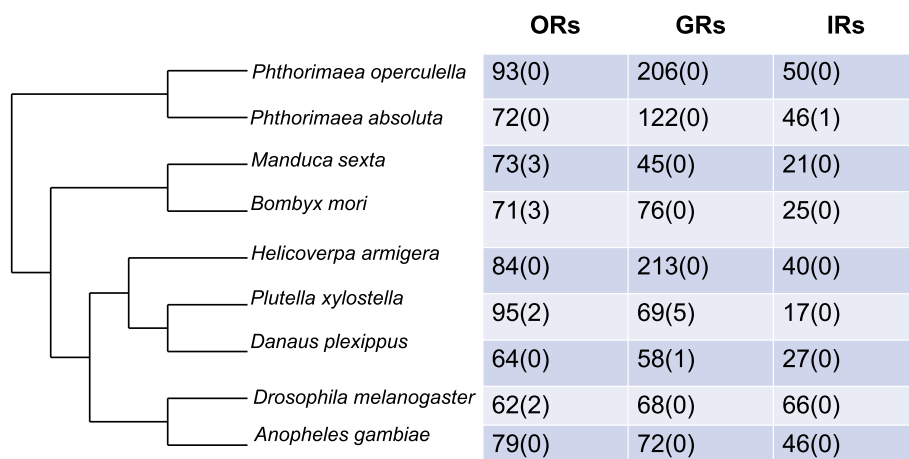 ORs GRs IRs
Phthorimaea operculella 93(0) 206(0) 50(0)
Phthorimaea absoluta 72(0) 122(0) 46(1)
Manduca sexta 73(3) 45(0) 21(0)
Bombyx mori 71(3) 76(0) 25(0)
Helicoverpa armigera 84(0) 213(0) 40(0)
Plutella xylostella 95(2) 69(5) 17(0)
Danaus plexippus 64(0) 58(1) 27(0)
Drosophila melanogaster 62(2) 68(0) 66(0)
Anopheles gambiae 79(0) 72(0) 46(0)